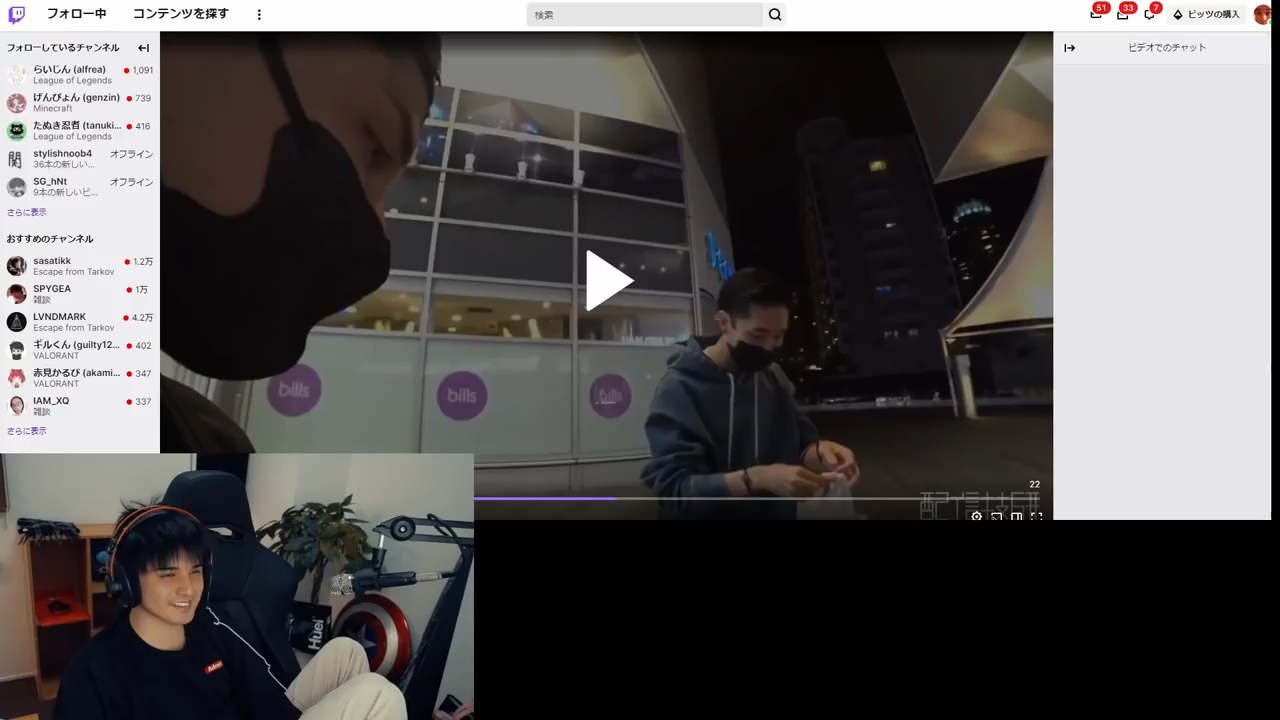 フォロー中
コンテンツを探す
検索
51
33
7
ビッツの購入
フォローしているチャンネル
らいじん (alfrea)
1,091
League of Legends
げんぴょん (genzin)
739
Minecraft
たぬき忍者 (tanuki...
416
League of Legends
stylishnoob4
オフライン
36本の新しい...
SG_hNt
オフライン
9本の新しいビ...
さらに表示
おすすめのチャンネル
sasatikk
1.2万
Escape from Tarkov
SPYGEA
1万
雑談
LVNDMARK
4.2万
Escape from Tarkov
ギルくん (guilty12...
402
VALORANT
赤見かるび (akami...
347
VALORANT
IAM_XQ
337
雑談
さらに表示
ビデオでのチャット
bills
bills
bills
22
配信技研
Huel